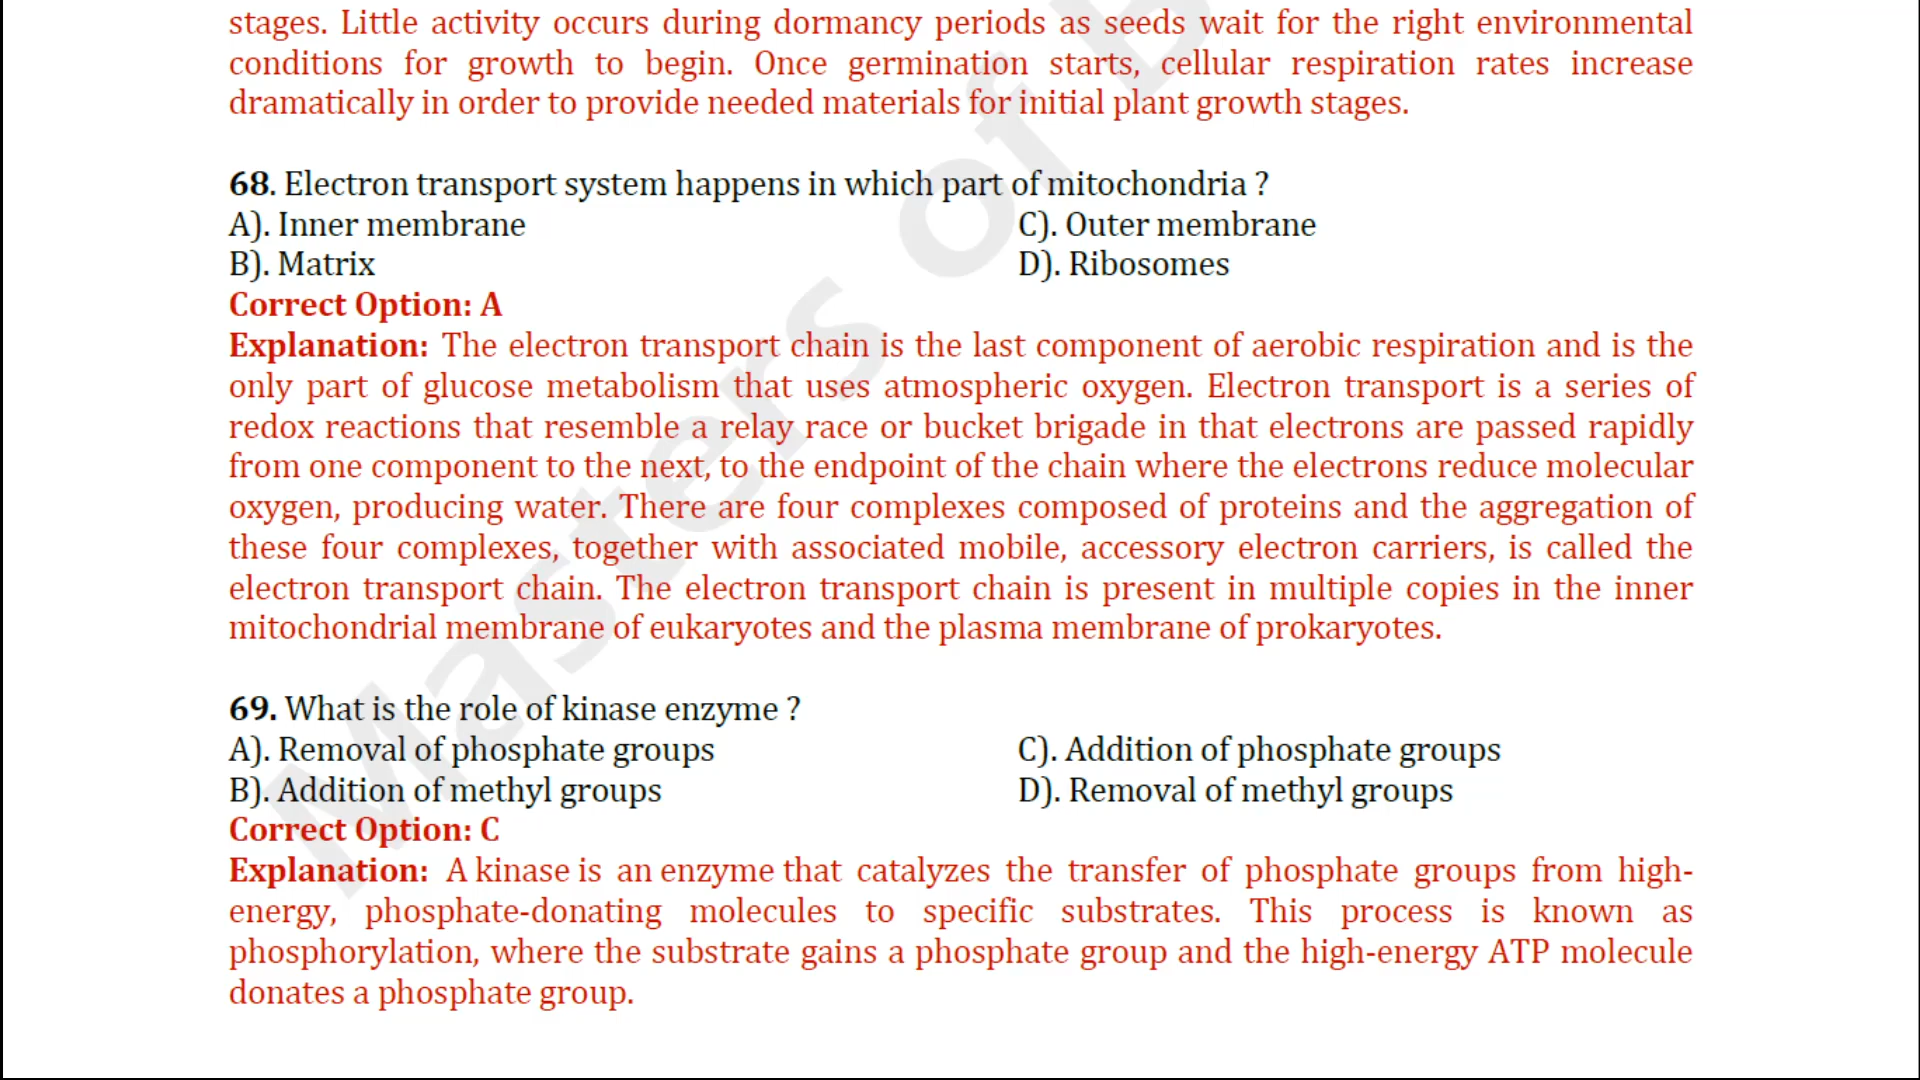 stages. Little activity occurs during dormancy periods as seeds wait for the right environmental
conditions for growth to begin. Once germination starts, cellular respiration rates increase
dramatically in order to provide needed materials for initial plant growth stages.
68. Electron transport system happens in which part of mitochondria ?
A). Inner membrane C). Outer membrane
B). Matrix D). Ribosomes
Correct Option: A
Explanation: The electron transport chain is the last component of aerobic respiration and is the
only part of glucose metabolism that uses atmospheric oxygen. Electron transport is a series of
redox reactions that resemble a relay race or bucket brigade in that electrons are passed rapidly
from one component to the next, to the endpoint of the chain where the electrons reduce molecular
oxygen, producing water. There are four complexes composed of proteins and the aggregation of
these four complexes, together with associated mobile, accessory electron carriers, is called the
electron transport chain. The electron transport chain is present in multiple copies in the inner
mitochondrial membrane of eukaryotes and the plasma membrane of prokaryotes.
69. What is the role of kinase enzyme ?
A). Removal of phosphate groups C). Addition of phosphate groups
B). Addition of methyl groups D). Removal of methyl groups
Correct Option: C
Explanation: A kinase is an enzyme that catalyzes the transfer of phosphate groups from high-
energy, phosphate-donating molecules to specific substrates. This process is known as
phosphorylation, where the substrate gains a phosphate group and the high-energy ATP molecule
donates a phosphate group.
Masters of